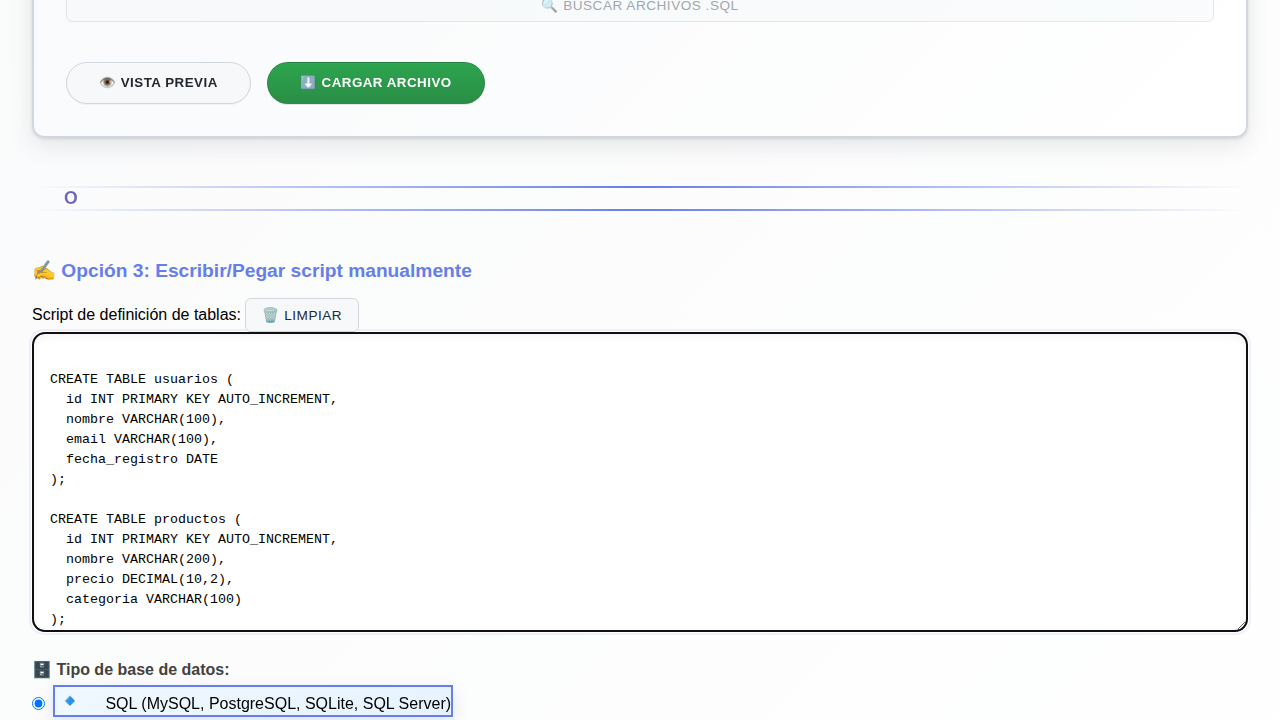 🔍 BUSCAR ARCHIVOS .SQL
👁️ VISTA PREVIA
⬇️ CARGAR ARCHIVO
O
✍️ Opción 3: Escribir/Pegar script manualmente
Script de definición de tablas: 🗑️ LIMPIAR
CREATE TABLE usuarios (
  id INT PRIMARY KEY AUTO_INCREMENT,
  nombre VARCHAR(100),
  email VARCHAR(100),
  fecha_registro DATE
);
CREATE TABLE productos (
  id INT PRIMARY KEY AUTO_INCREMENT,
  nombre VARCHAR(200),
  precio DECIMAL(10,2),
  categoria VARCHAR(100)
);
🗄️ Tipo de base de datos:
🔹 SQL (MySQL, PostgreSQL, SQLite, SQL Server)